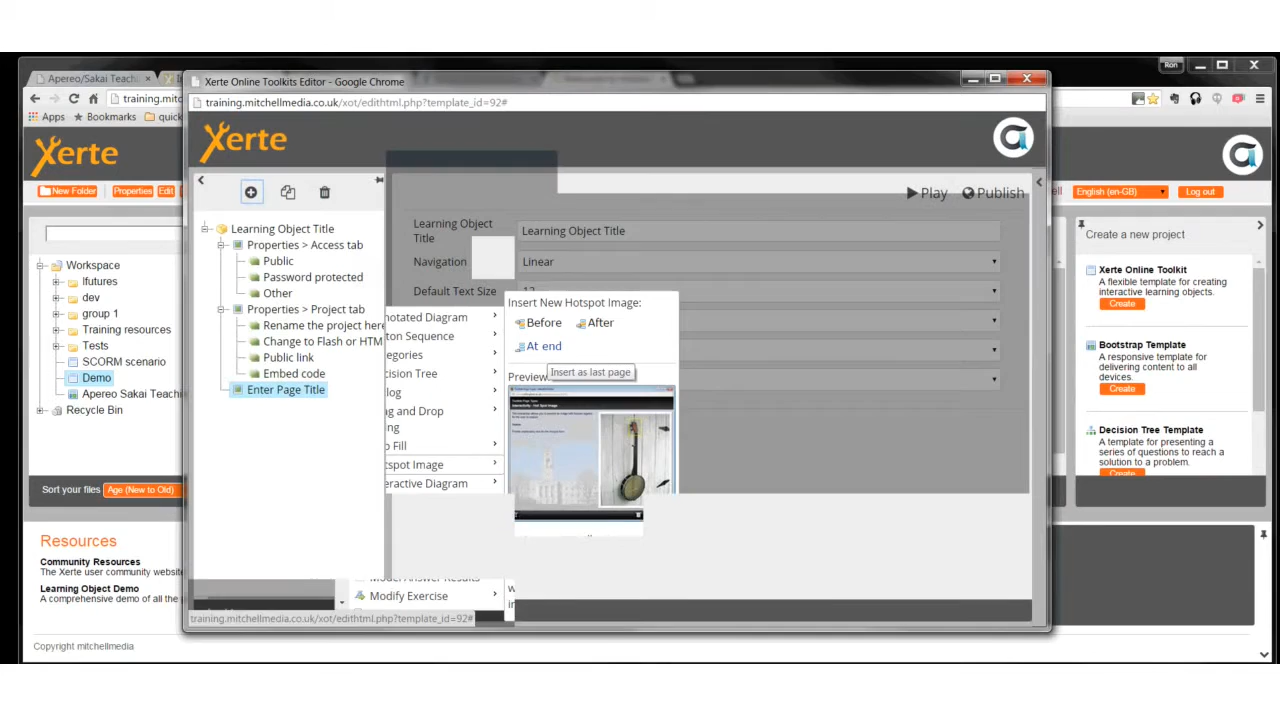 Ron
Apereo/Sakai Teach
Xerte Online Toolkits Editor - Google Chrome
training.mitc
training.mitchellmedia.co.uk/xot/edithtml.php?template_id=92#
Apps
Bookmarks
quick
Xerte
Xerte
New Folder
Properties
Edit
English (en-GB)
Log out
Play
Publish
Learning Object Title
Properties > Access tab
Public
Password protected
Other
Properties > Project tab
Rename the project here
Change to Flash or HTM
Public link
Embed code
Enter Page Title
Learning Object
Title
Learning Object Title
Navigation
Linear
Default Text Size
12
Insert New Hotspot Image:
Before
After
At end
Insert as last page
Preview
notated Diagram
ton Sequence
egories
cision Tree
log
ag and Drop
ng
p Fill
tspot Image
eractive Diagram
Model Answer Results
Modify Exercise
training.mitchellmedia.co.uk/xot/edithtml.php?template_id=92#
Workspace
lfutures
dev
group 1
Training resources
Tests
SCORM scenario
Demo
Apereo Sakai Teach
Recycle Bin
Sort your files
Age (New to Old)
Create a new project
Xerte Online Toolkit
A flexible template for creating
interactive learning objects.
Create
Bootstrap Template
A responsive template for
delivering content to all
devices.
Create
Decision Tree Template
A template for presenting a
series of questions to reach a
solution to a problem.
Create
Resources
Community Resources
The Xerte user community website
Learning Object Demo
A comprehensive demo of all the
Copyright mitchellmedia